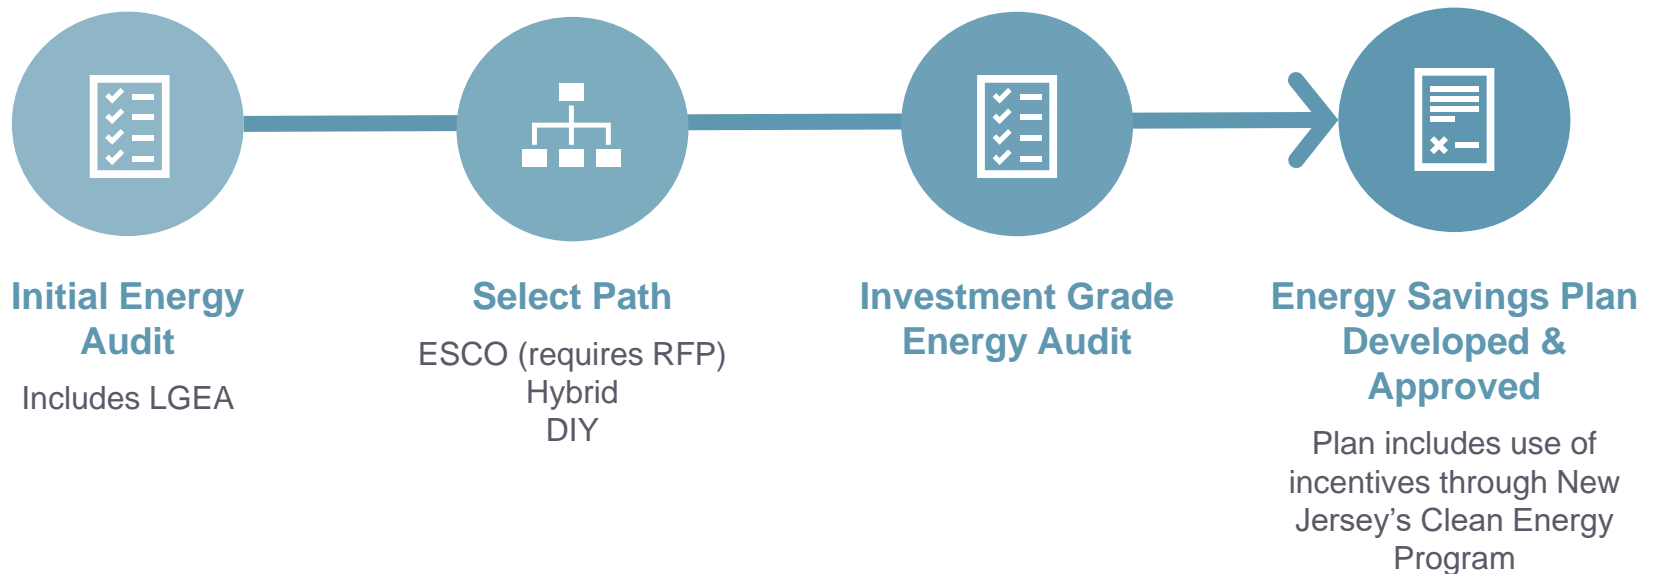 Initial Energy
Audit
Includes LGEA
Select Path
ESCO (requires RFP)
Hybrid
DIY
Investment Grade
Energy Audit
Energy Savings Plan
Developed &
Approved
Plan includes use of
incentives through New
Jersey’s Clean Energy
Program